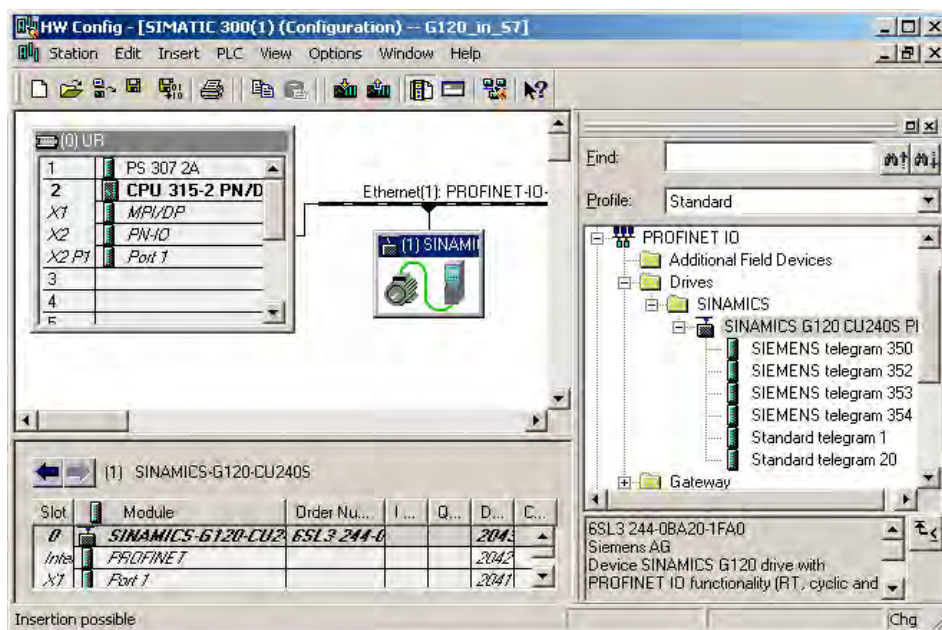 HW Config - [SIMATIC 300(1) (Configuration) -- G120_in_S7]
Station Edit Insert PLC View Options Window Help
(0) UR
1 PS 307 2A
2 CPU 315-2 PN/D
X1 MPI/DP
X2 PN-IO
X2 P1 Port 1
3
4
5
Ethernet(1): PROFINET-IO-
(1) SINAMI
Find:
Profile: Standard
PROFINET IO
Additional Field Devices
Drives
SINAMICS
SINAMICS G120 CU240S PI
SIEMENS telegram 350
SIEMENS telegram 352
SIEMENS telegram 353
SIEMENS telegram 354
Standard telegram 1
Standard telegram 20
Gateway
(1) SINAMICS-G120-CU240S
Slot Module Order Nu... I... Q... D... C...
0 SINAMICS-G120-CU2 6SL3 244-0 2043
Inte PROFINET 2042
X1 Port 1 2041
6SL3 244-0BA20-1FA0
Siemens AG
Device SINAMICS G120 drive with
PROFINET IO functionality (RT, cyclic and
Insertion possible
Chg